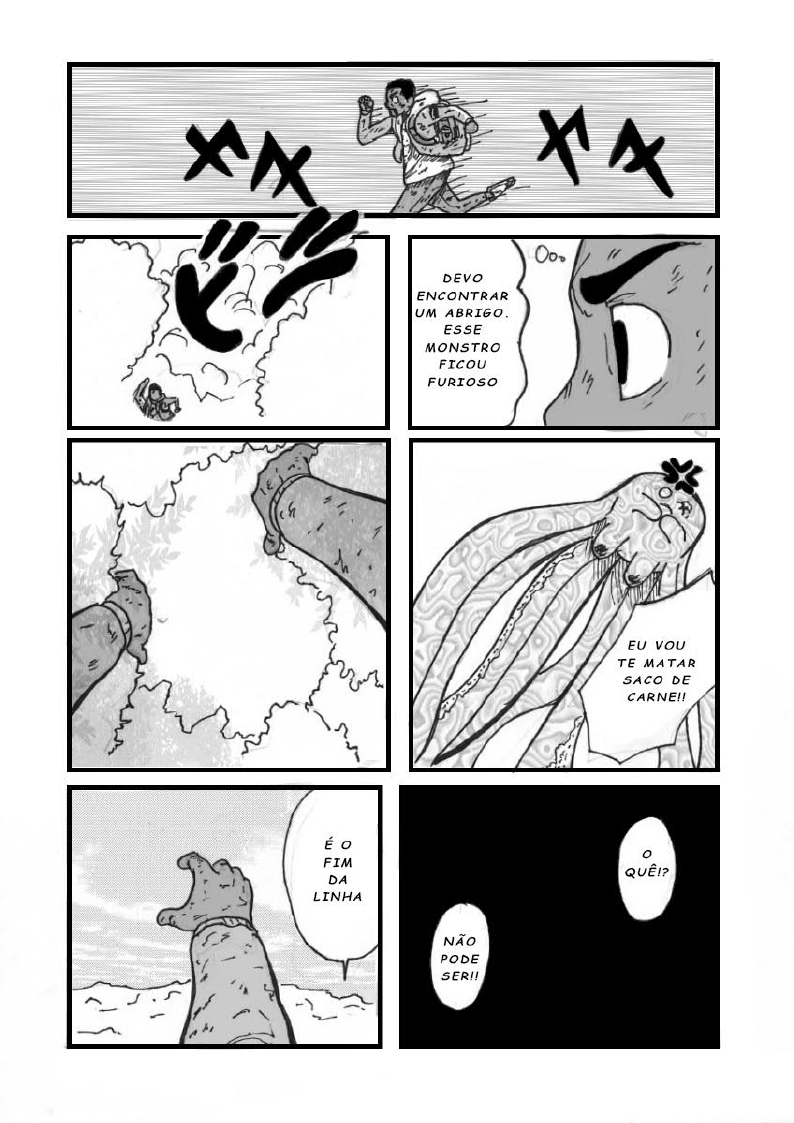 DEVO
ENCONTRAR
UM ABRIGO.
ESSE
MONSTRO
FICOU
FURIOSO
EU VOU
TE MATAR
SACO DE
CARNE!!
O
QUÊ!?
NÃO
PODE
SER!!
É O
FIM
DA
LINHA